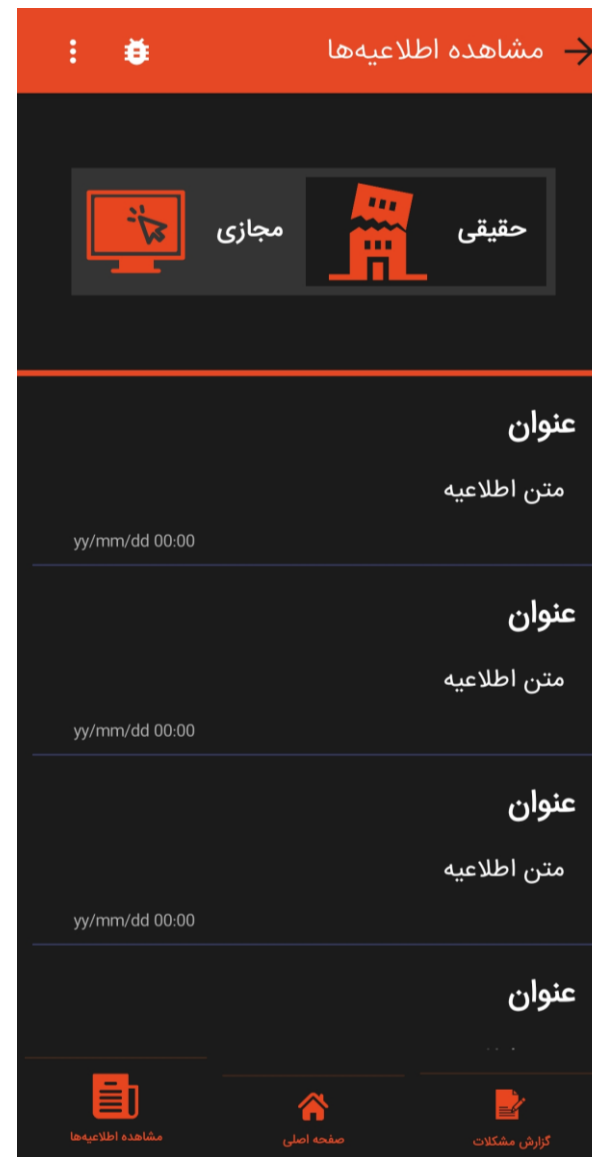 مشاهده اطلاعیه‌ها
حقیقی
مجازی
عنوان
متن اطلاعیه
yy/mm/dd 00:00
عنوان
متن اطلاعیه
yy/mm/dd 00:00
عنوان
متن اطلاعیه
yy/mm/dd 00:00
عنوان
گزارش مشکلات
صفحه اصلی
مشاهده اطلاعیه‌ها